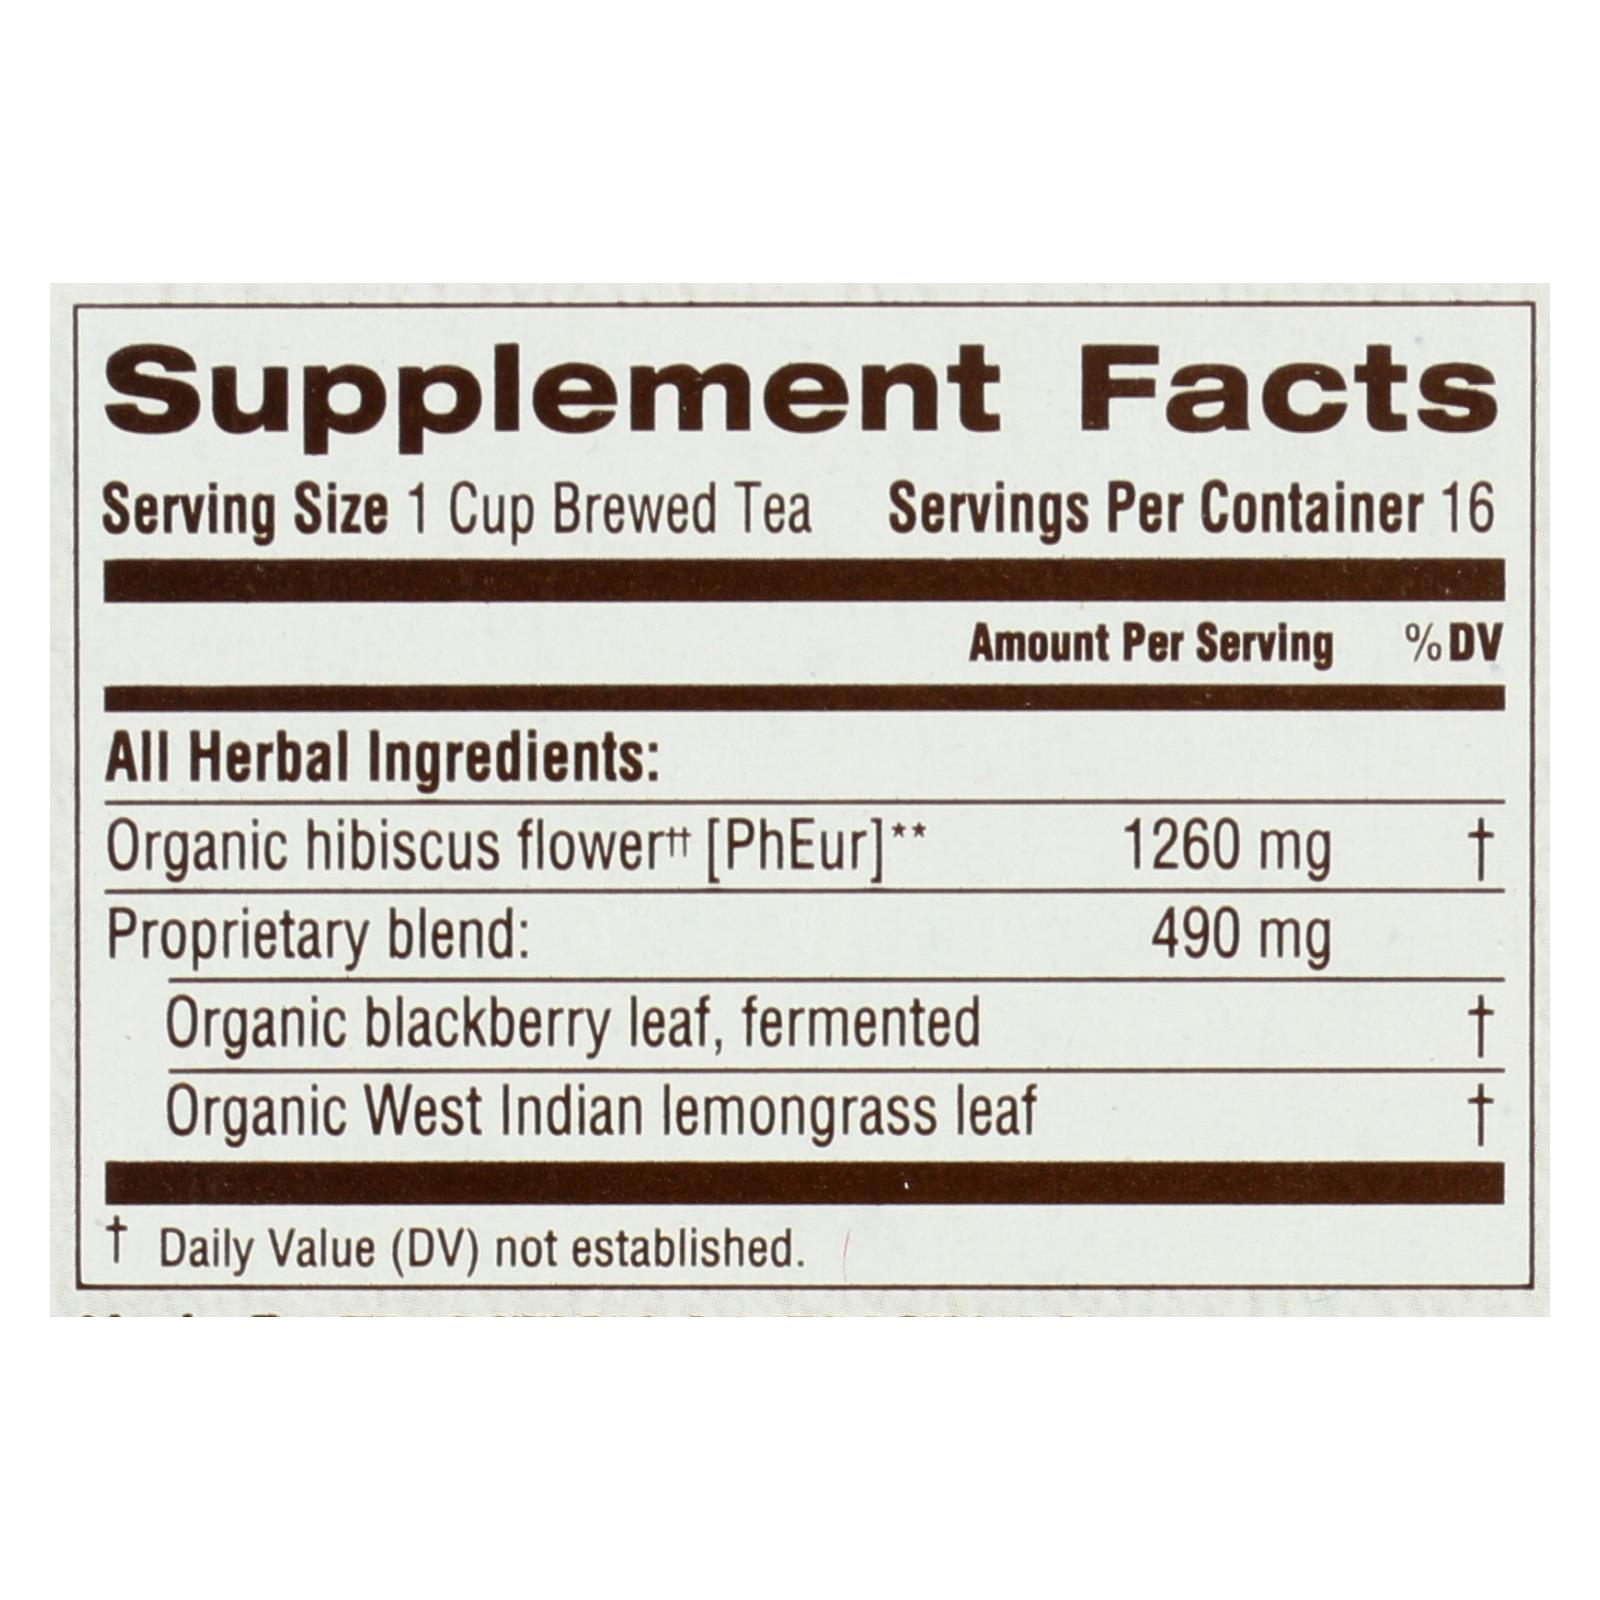 Supplement Facts
Serving Size 1 Cup Brewed Tea Servings Per Container 16
Amount Per Serving %DV
All Herbal Ingredients:
Organic hibiscus flower†† [PhEur]** 1260 mg †
Proprietary blend: 490 mg
Organic blackberry leaf, fermented †
Organic West Indian lemongrass leaf †
† Daily Value (DV) not established.